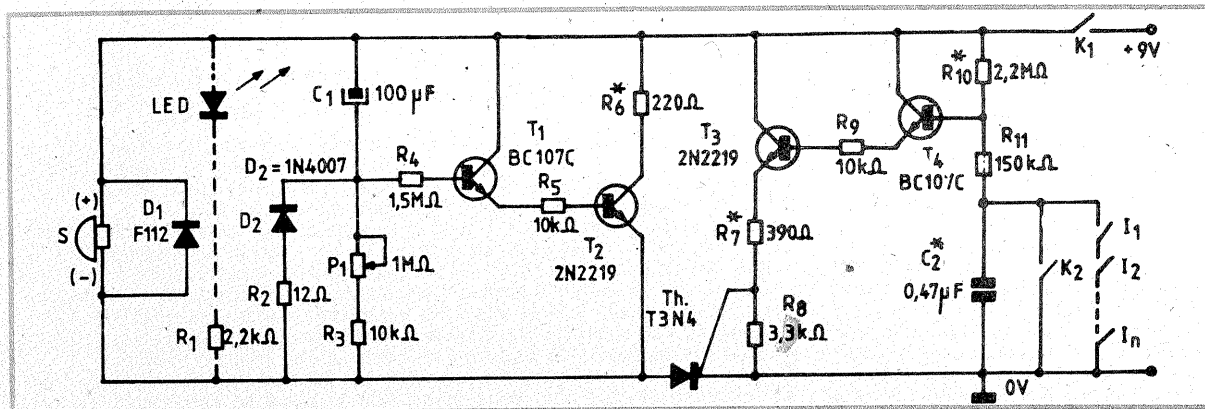 LED
(+)
S
(-)
D1
F112
R1
2,2kΩ
C1
100μF
D2=1N4007
D2
R2
12Ω
P1
1MΩ
R3
10kΩ
R4
1,5MΩ
T1
BC107C
R5
10kΩ
T2
2N2219
R6*
220Ω
T3
2N2219
R7*
390Ω
Th.
T3N4
R8
3,3kΩ
R9
10kΩ
T4
BC107C
R10*
2,2MΩ
R11
150kΩ
C2*
0,47μF
K1
+9V
K2
I1
I2
In
0V